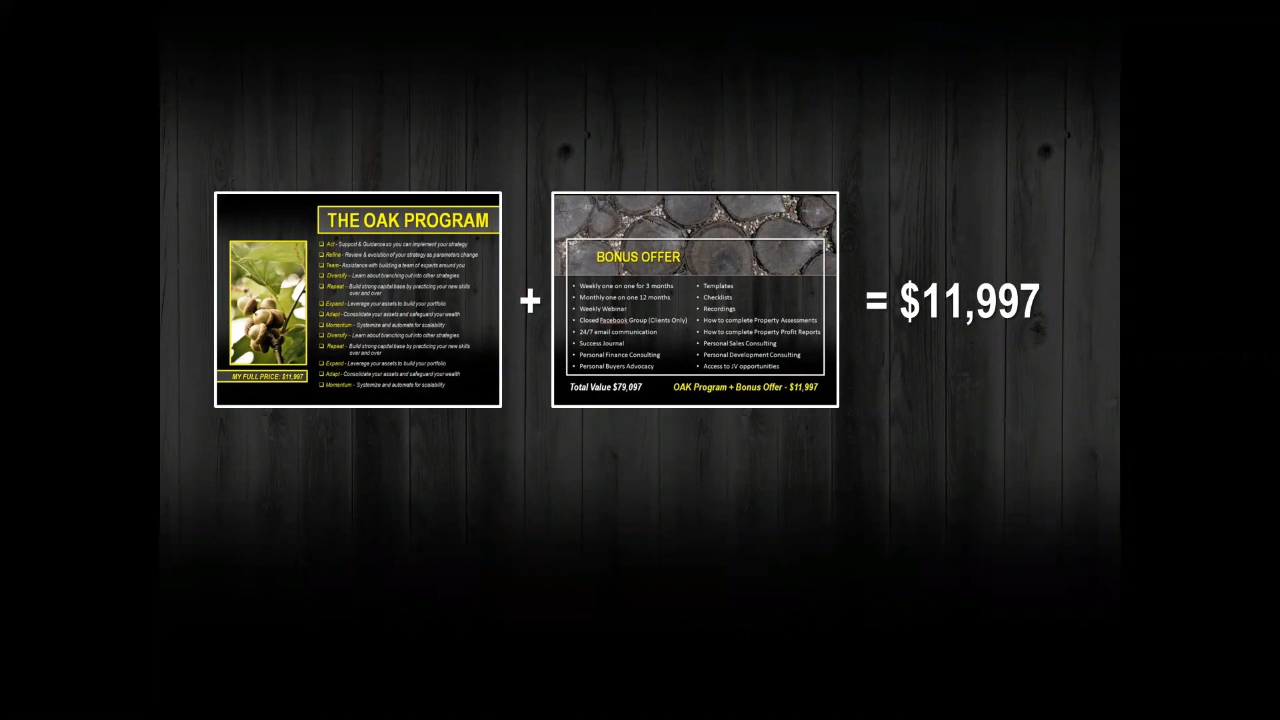 THE OAK PROGRAM
Act - Support & Guidance so you can implement your strategy
Refine - Review & evolution of your strategy as parameters change
Team - Assistance with building a team of experts around you
Diversify - Learn about branching out into other strategies
Repeat - Build strong capital base by practicing your new skills
over and over
Expand - Leverage your assets to build your portfolio
Adapt - Consolidate your assets and safeguard your wealth
Momentum - Systemize and automate for scalability
Diversify - Learn about branching out into other strategies
Repeat - Build strong capital base by practicing your new skills
over and over
Expand - Leverage your assets to build your portfolio
Adapt - Consolidate your assets and safeguard your wealth
Momentum - Systemize and automate for scalability
MY FULL PRICE: $11,997
+
BONUS OFFER
• Weekly one on one for 3 months
• Monthly one on one 12 months
• Weekly Webinar
• Closed Facebook Group (Clients Only)
• 24/7 email communication
• Success Journal
• Personal Finance Consulting
• Personal Buyers Advocacy
• Templates
• Checklists
• Recordings
• How to complete Property Assessments
• How to complete Property Profit Reports
• Personal Sales Consulting
• Personal Development Consulting
• Access to JV opportunities
Total Value $79,097
OAK Program + Bonus Offer - $11,997
= $11,997